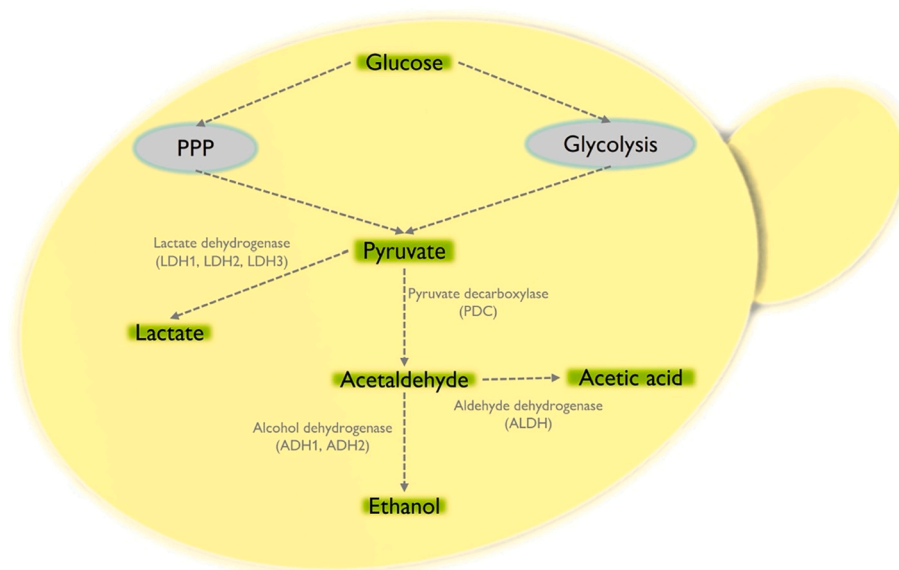 Glucose
PPP
Glycolysis
Lactate dehydrogenase
(LDH1, LDH2, LDH3)
Pyruvate
Pyruvate decarboxylase
(PDC)
Lactate
Acetaldehyde
Acetic acid
Aldehyde dehydrogenase
(ALDH)
Alcohol dehydrogenase
(ADH1, ADH2)
Ethanol